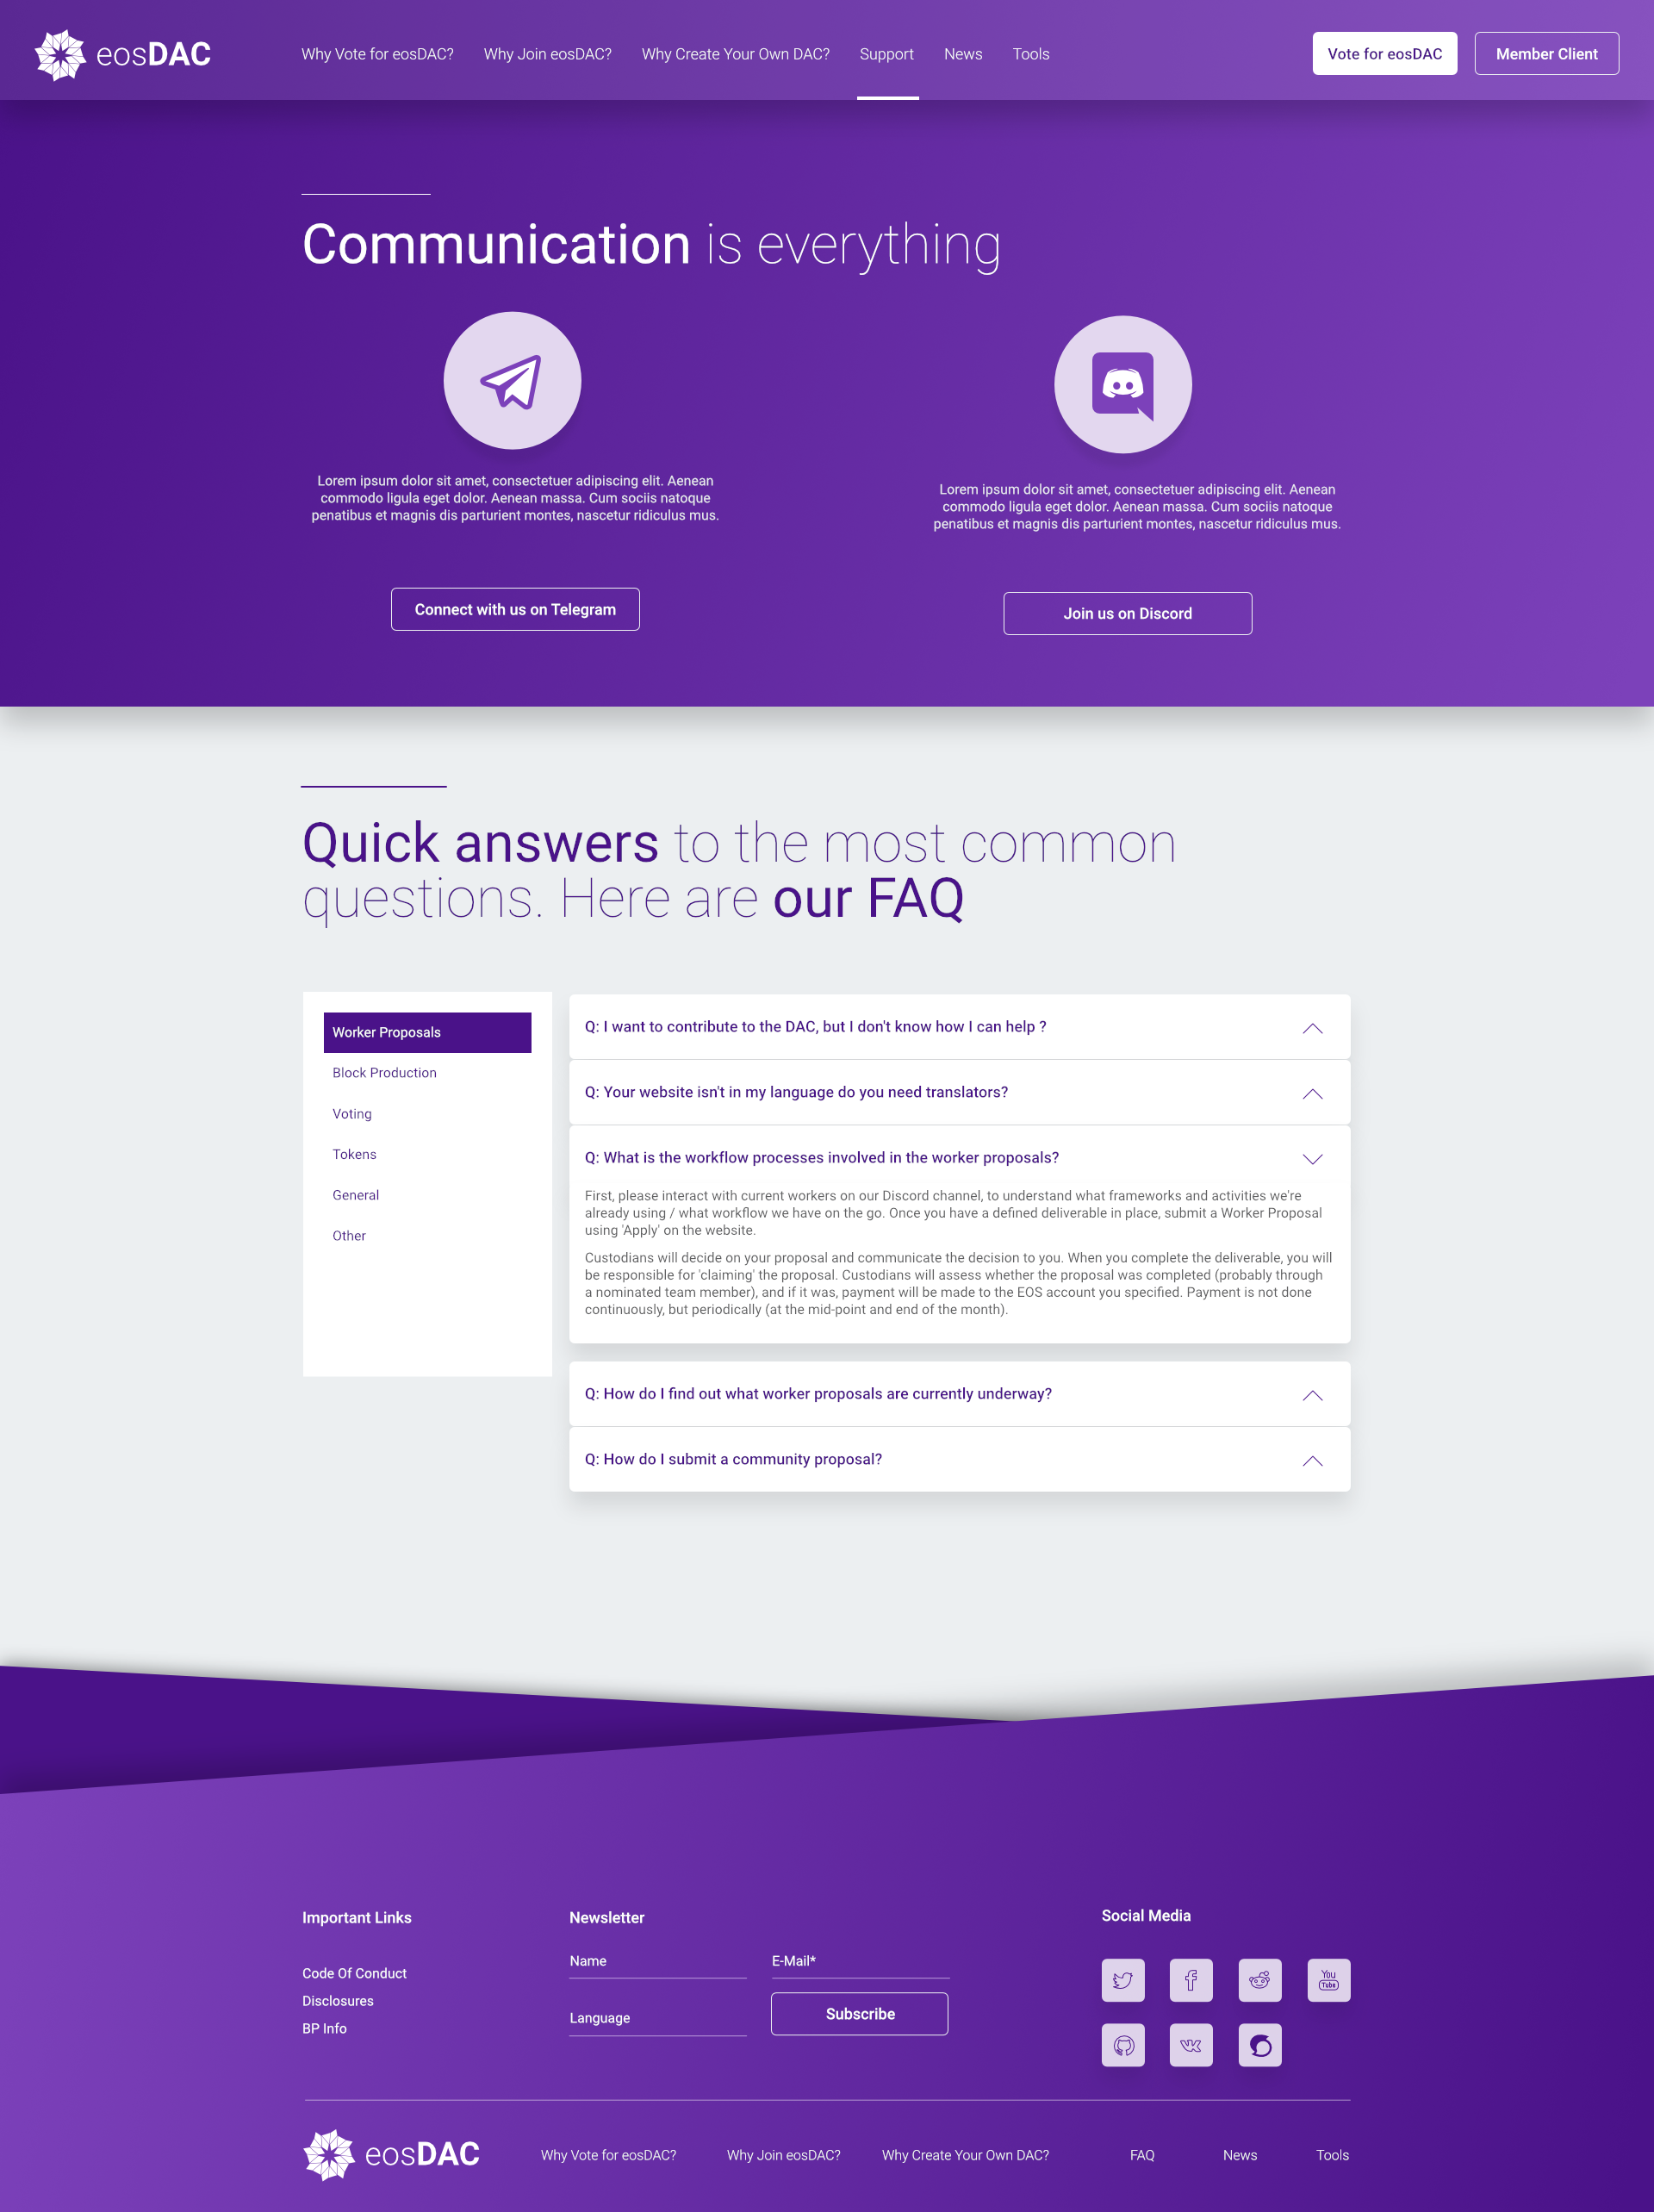 eosDAC
Why Vote for eosDAC?
Why Join eosDAC?
Why Create Your Own DAC?
Support
News
Tools
Vote for eosDAC
Member Client
Communication is everything
Lorem ipsum dolor sit amet, consectetuer adipiscing elit. Aenean
commodo ligula eget dolor. Aenean massa. Cum sociis natoque
penatibus et magnis dis parturient montes, nascetur ridiculus mus.
Connect with us on Telegram
Lorem ipsum dolor sit amet, consectetuer adipiscing elit. Aenean
commodo ligula eget dolor. Aenean massa. Cum sociis natoque
penatibus et magnis dis parturient montes, nascetur ridiculus mus.
Join us on Discord
Quick answers to the most common
questions. Here are our FAQ
Worker Proposals
Block Production
Voting
Tokens
General
Other
Q: I want to contribute to the DAC, but I don't know how I can help ?
Q: Your website isn't in my language do you need translators?
Q: What is the workflow processes involved in the worker proposals?
First, please interact with current workers on our Discord channel, to understand what frameworks and activities we're
already using / what workflow we have on the go. Once you have a defined deliverable in place, submit a Worker Proposal
using 'Apply' on the website.
Custodians will decide on your proposal and communicate the decision to you. When you complete the deliverable, you will
be responsible for 'claiming' the proposal. Custodians will assess whether the proposal was completed (probably through
a nominated team member), and if it was, payment will be made to the EOS account you specified. Payment is not done
continuously, but periodically (at the mid-point and end of the month).
Q: How do I find out what worker proposals are currently underway?
Q: How do I submit a community proposal?
Important Links
Code Of Conduct
Disclosures
BP Info
Newsletter
Name
E-Mail*
Language
Subscribe
Social Media
You
Tube
eosDAC
Why Vote for eosDAC?
Why Join eosDAC?
Why Create Your Own DAC?
FAQ
News
Tools